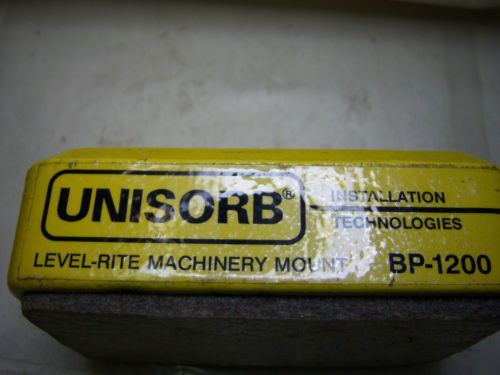 UNISORB®
INSTALLATION
TECHNOLOGIES
LEVEL-RITE MACHINERY MOUNT BP-1200